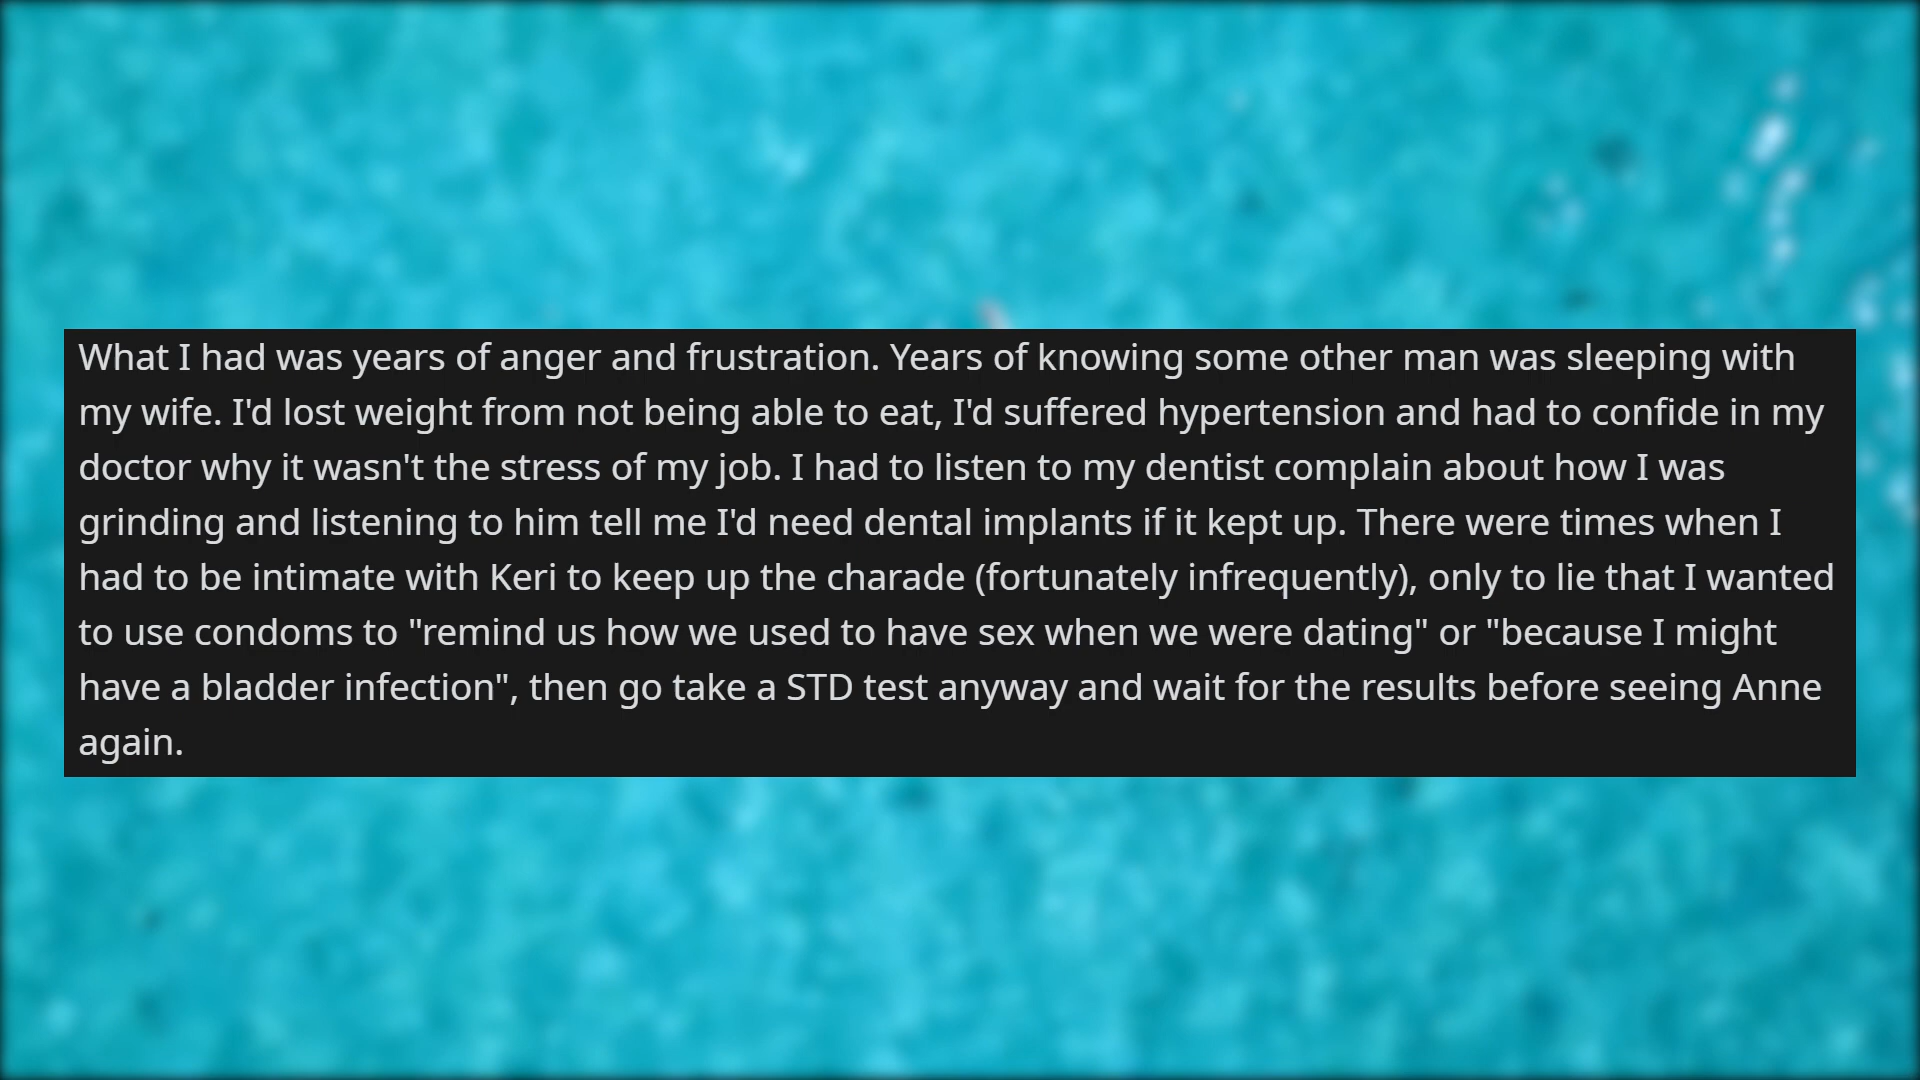 What I had was years of anger and frustration. Years of knowing some other man was sleeping with
my wife. I'd lost weight from not being able to eat, I'd suffered hypertension and had to confide in my
doctor why it wasn't the stress of my job. I had to listen to my dentist complain about how I was
grinding and listening to him tell me I'd need dental implants if it kept up. There were times when I
had to be intimate with Keri to keep up the charade (fortunately infrequently), only to lie that I wanted
to use condoms to "remind us how we used to have sex when we were dating" or "because I might
have a bladder infection", then go take a STD test anyway and wait for the results before seeing Anne
again.